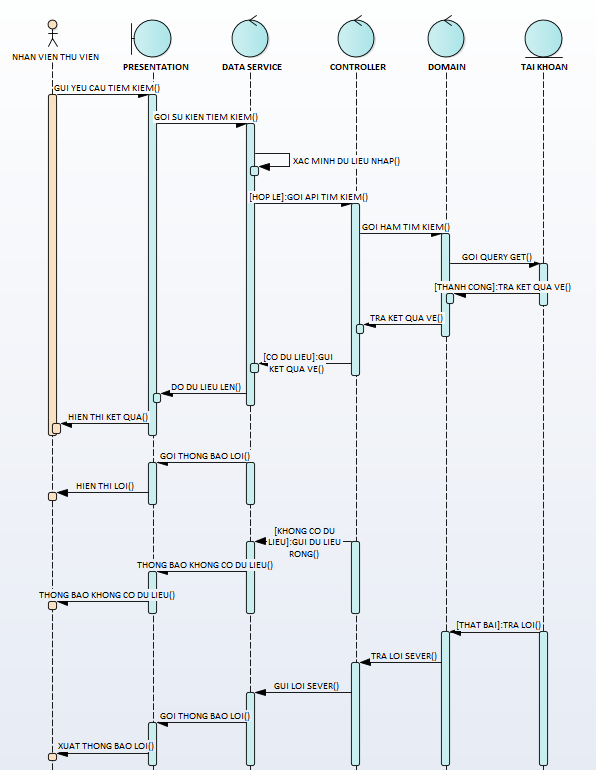 NHAN VIEN THU VIEN
PRESENTATION
DATA SERVICE
CONTROLLER
DOMAIN
TAI KHOAN
GUI YEU CAU TIEM KIEM()
GOI SU KIEN TIEM KIEM()
XAC MINH DU LIEU NHAP()
[HOP LE]:GOI API TIM KIEM()
GOI HAM TIM KIEM()
GOI QUERY GET()
[THANH CONG]:TRA KET QUA VE()
TRA KET QUA VE()
[CO DU LIEU]:GUI
KET QUA VE()
DO DU LIEU LEN()
HIEN THI KET QUA()
GOI THONG BAO LOI()
HIEN THI LOI()
[KHONG CO DU
LIEU]:GUI DU LIEU
RONG()
THONG BAO KHONG CO DU LIEU()
THONG BAO KHONG CO DU LIEU()
[THAT BAI]:TRA LOI()
TRA LOI SEVER()
GUI LOI SEVER()
GOI THONG BAO LOI()
XUAT THONG BAO LOI()